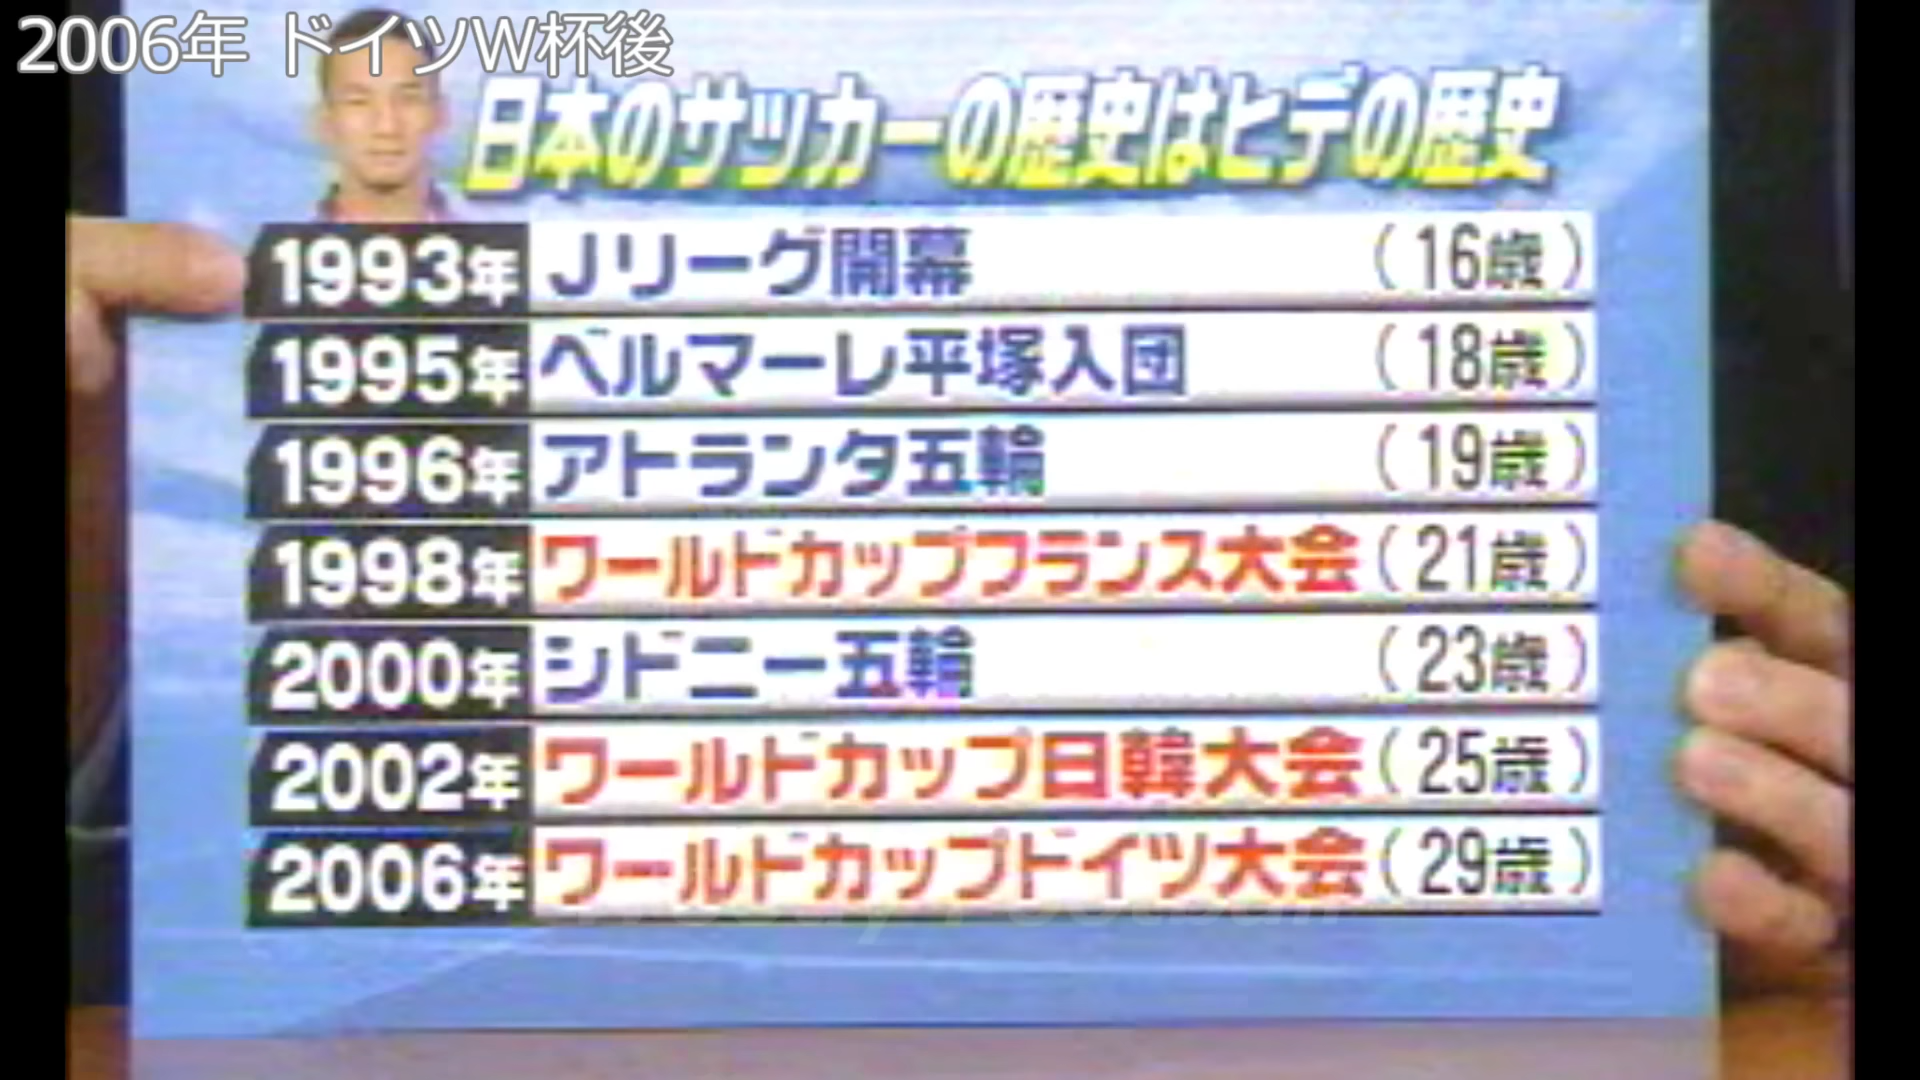 2006年 ドイツW杯後
日本のサッカーの歴史はヒデの歴史
1993年 Jリーグ開幕 (16歳)
1995年 ベルマーレ平塚入団 (18歳)
1996年 アトランタ五輪 (19歳)
1998年 ワールドカップフランス大会 (21歳)
2000年 シドニー五輪 (23歳)
2002年 ワールドカップ日韓大会 (25歳)
2006年 ワールドカップドイツ大会 (29歳)